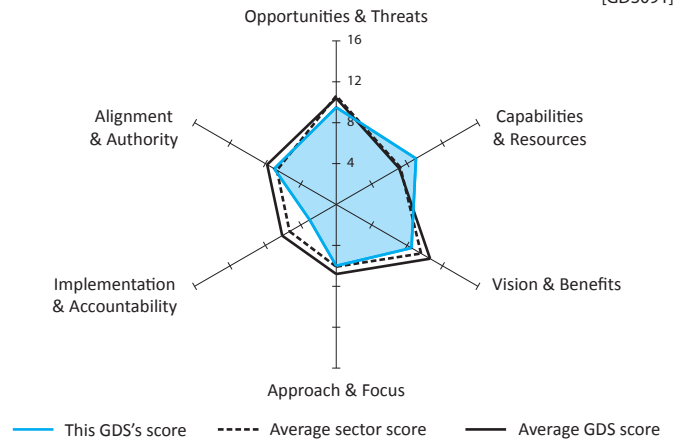 Opportunities & Threats
16
12
8
4
Alignment
& Authority
Capabilities
& Resources
Implementation
& Accountability
Vision & Benefits
Approach & Focus
This GDS's score
Average sector score
Average GDS score